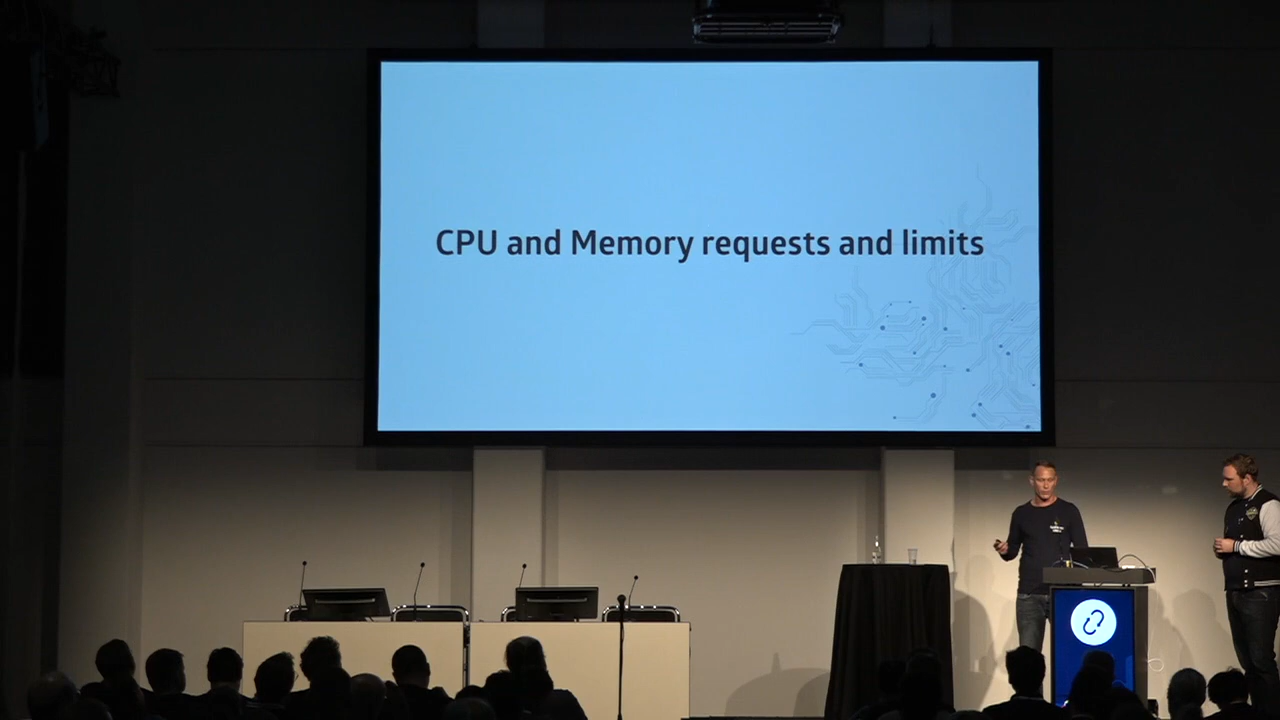 CPU and Memory requests and limits